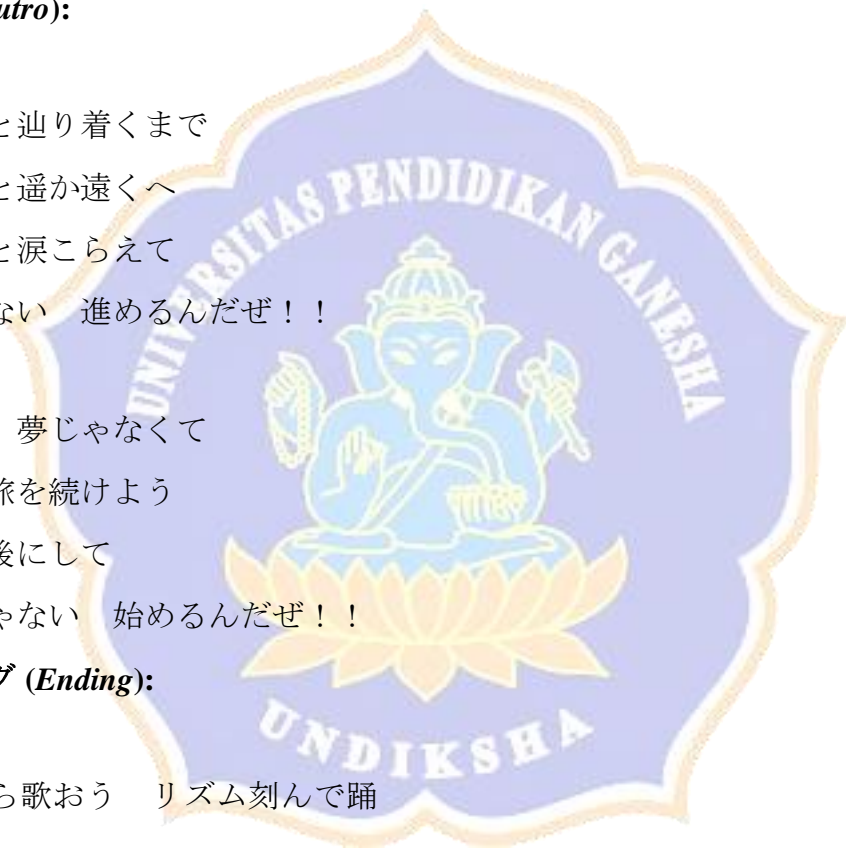 utro):
と辿り着くまで
と遥か遠くへ
と涙こらえて
ない　進めるんだぜ！！
夢じゃなくて
旅を続けよう
後にして
ゃない　始めるんだぜ！！
グ (Ending):
ら歌おう　リズム刻んで踊
UNIVERSITAS PENDIDIKAN GANESHA
UNDIKSHA